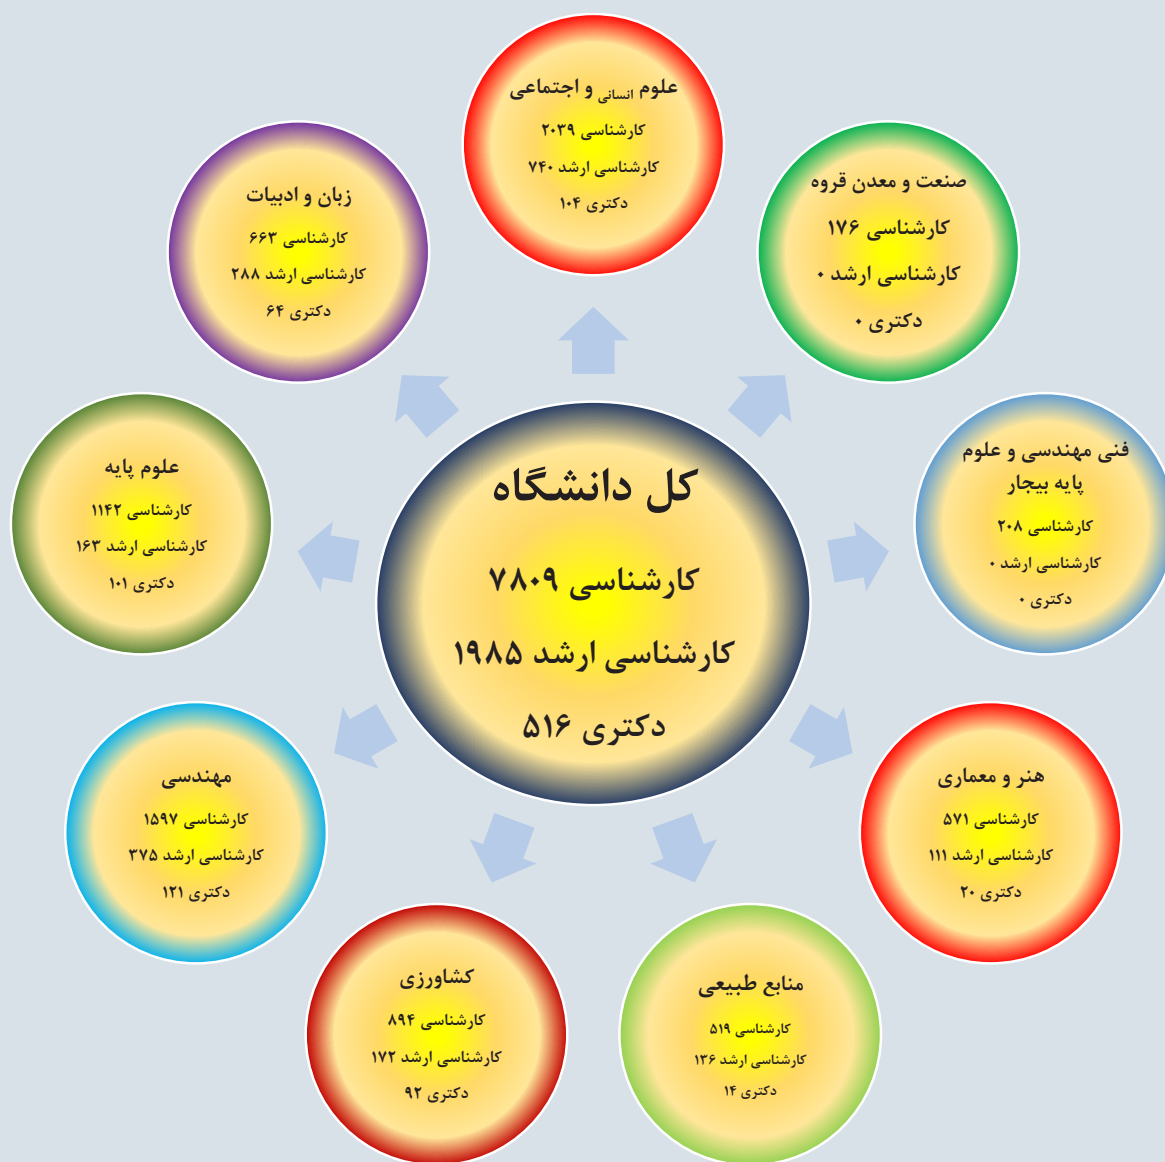 علوم انسانی و اجتماعی
کارشناسی ۲۰۳۹
کارشناسی ارشد ۷۴۰
دکتری ۱۰۴
صنعت و معدن قروه
کارشناسی ۱۷۶
کارشناسی ارشد ۰
دکتری ۰
فنی مهندسی و علوم
پایه بیجار
کارشناسی ۲۰۸
کارشناسی ارشد ۰
دکتری ۰
هنر و معماری
کارشناسی ۵۷۱
کارشناسی ارشد ۱۱۱
دکتری ۲۰
منابع طبیعی
کارشناسی ۵۱۹
کارشناسی ارشد ۱۳۶
دکتری ۱۴
کشاورزی
کارشناسی ۸۹۴
کارشناسی ارشد ۱۷۲
دکتری ۹۲
مهندسی
کارشناسی ۱۵۹۷
کارشناسی ارشد ۳۷۵
دکتری ۱۲۱
علوم پایه
کارشناسی ۱۱۴۲
کارشناسی ارشد ۱۶۳
دکتری ۱۰۱
زبان و ادبیات
کارشناسی ۶۶۳
کارشناسی ارشد ۲۸۸
دکتری ۶۴
کل دانشگاه
کارشناسی ۷۸۰۹
کارشناسی ارشد ۱۹۸۵
دکتری ۵۱۶